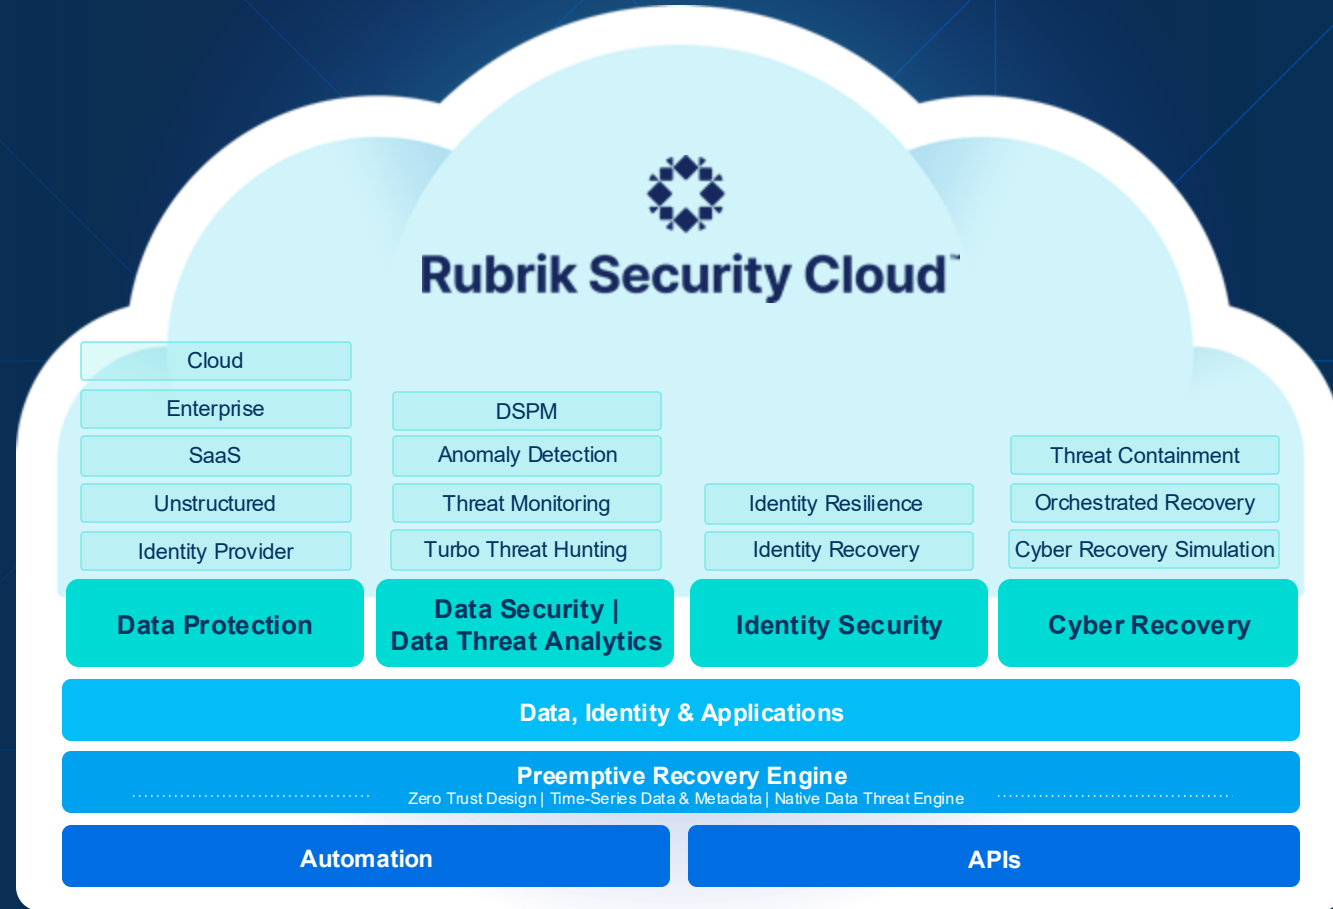 Rubrik Security Cloud™
Cloud
Enterprise
SaaS
Unstructured
Identity Provider
Data Protection
DSPM
Anomaly Detection
Threat Monitoring
Turbo Threat Hunting
Data Security |
Data Threat Analytics
Identity Resilience
Identity Recovery
Identity Security
Threat Containment
Orchestrated Recovery
Cyber Recovery Simulation
Cyber Recovery
Data, Identity & Applications
Preemptive Recovery Engine
Zero Trust Design | Time-Series Data & Metadata | Native Data Threat Engine
Automation
APIs